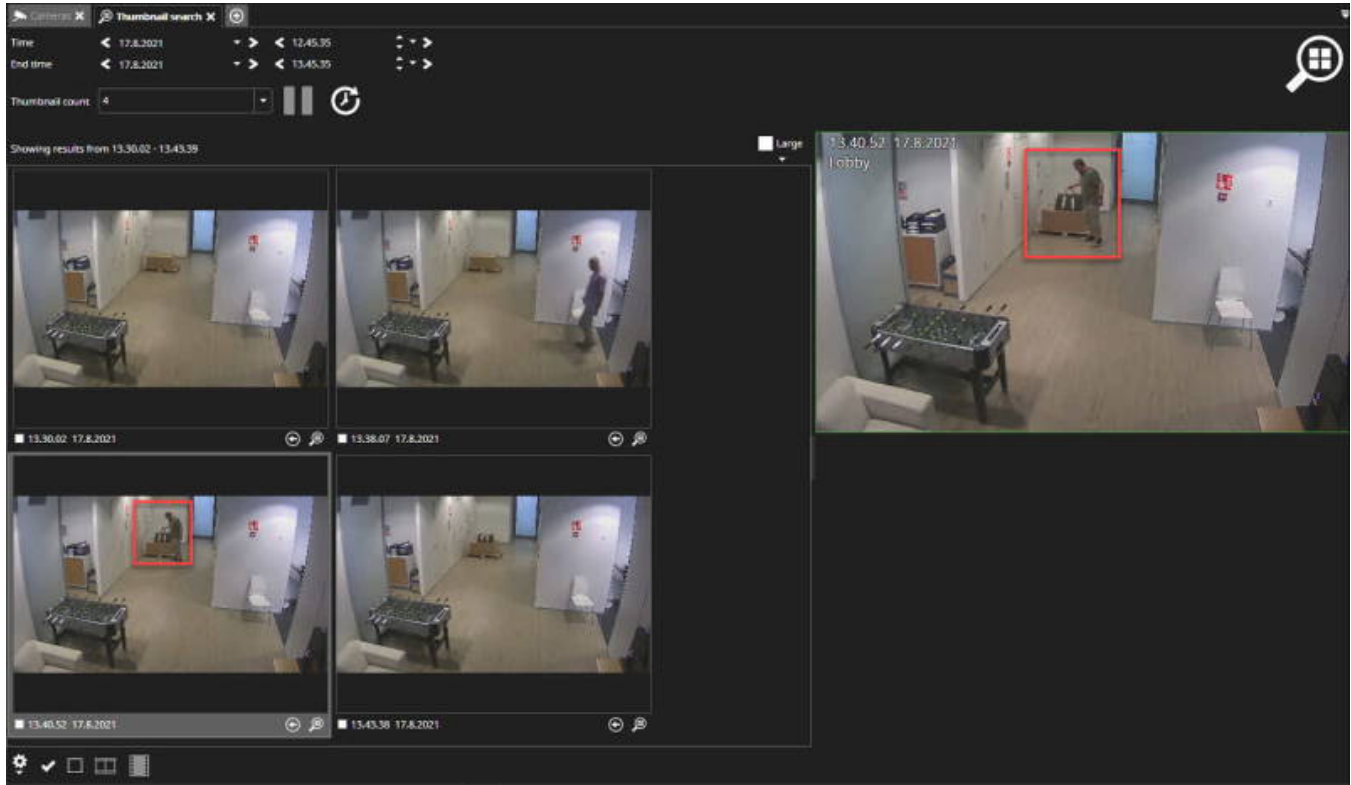 Cameras
Thumbnail search
Time 17.8.2021 12.45.35
End time 17.8.2021 13.45.35
Thumbnail count 4
Showing results from 13.30.02 - 13.43.39
Large
13.40.52 17.8.2021
Lobby
13.30.02 17.8.2021
13.38.07 17.8.2021
13.40.52 17.8.2021
13.43.38 17.8.2021